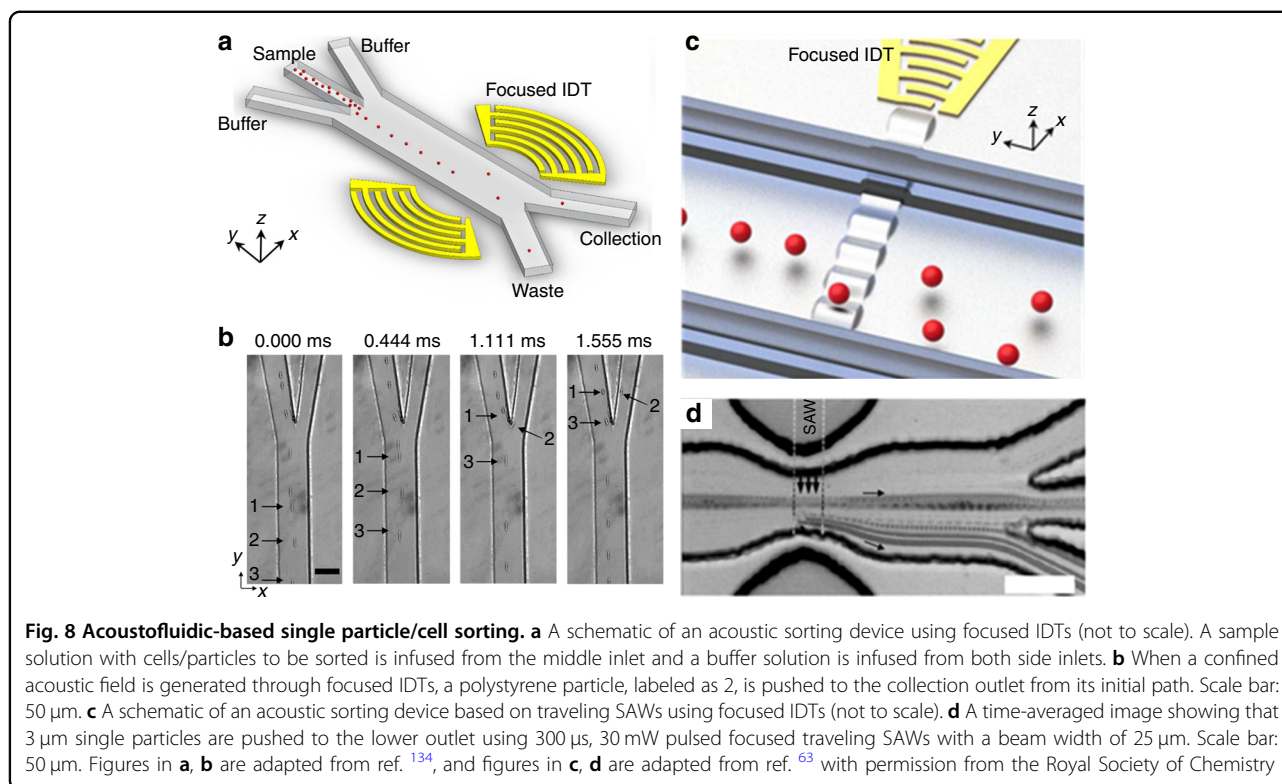 a
Sample
Buffer
Focused IDT
Buffer
z
y
x
Collection
Waste
b
0.000 ms 0.444 ms 1.111 ms 1.555 ms
1
2
3
y
x
1
2
3
1
2
3
1
2
3
c
Focused IDT
z
y
x
d
SAW
Fig. 8 Acoustofluidic-based single particle/cell sorting. a A schematic of an acoustic sorting device using focused IDTs (not to scale). A sample
solution with cells/particles to be sorted is infused from the middle inlet and a buffer solution is infused from both side inlets. b When a confined
acoustic field is generated through focused IDTs, a polystyrene particle, labeled as 2, is pushed to the collection outlet from its initial path. Scale bar:
50 μm. c A schematic of an acoustic sorting device based on traveling SAWs using focused IDTs (not to scale). d A time-averaged image showing that
3 μm single particles are pushed to the lower outlet using 300 μs, 30 mW pulsed focused traveling SAWs with a beam width of 25 μm. Scale bar:
50 μm. Figures in a, b are adapted from ref. 134, and figures in c, d are adapted from ref. 63 with permission from the Royal Society of Chemistry